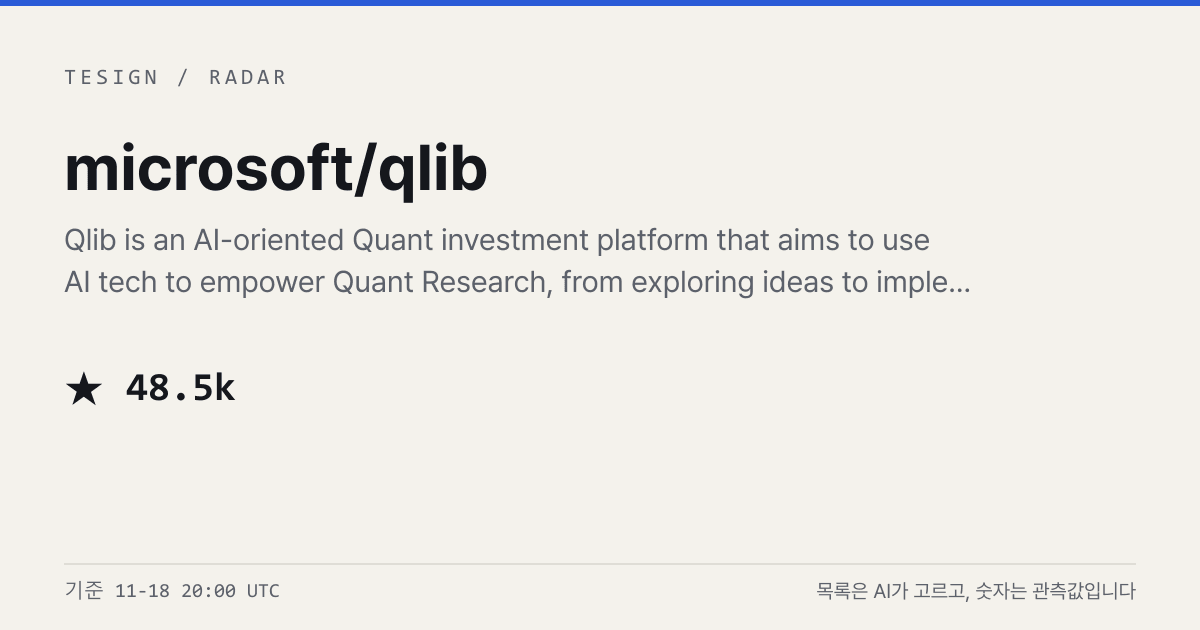 TESIGN / RADAR
microsoft/qlib
Qlib is an AI-oriented Quant investment platform that aims to use
AI tech to empower Quant Research, from exploring ideas to imple...
★ 48.5k
기준 11-18 20:00 UTC
목록은 AI가 고르고, 숫자는 관측값입니다